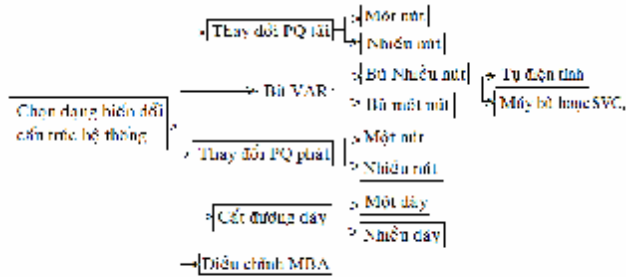 Thay đổi PQ tải
Một nút
Nhiều nút
Chọn dạng biến đổi
cấu trúc hệ thống
Bù VAR
Bù Nhiều nút
Bù một nút
Tụ điện tĩnh
Máy bù hoặc SVC,
Thay đổi PQ phát
Một nút
Nhiều nút
Cắt đường dây
Một dây
Nhiều dây
Điều chỉnh MBA